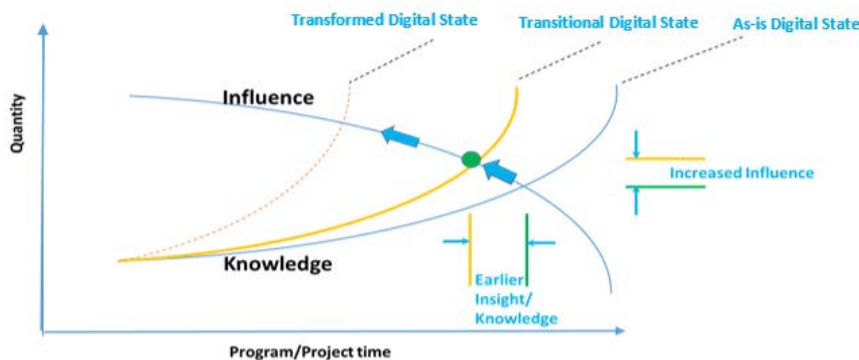 Transformed Digital State
Transitional Digital State
As-is Digital State
Influence
Quantity
Increased Influence
Knowledge
Earlier
Insight/
Knowledge
Program/Project time